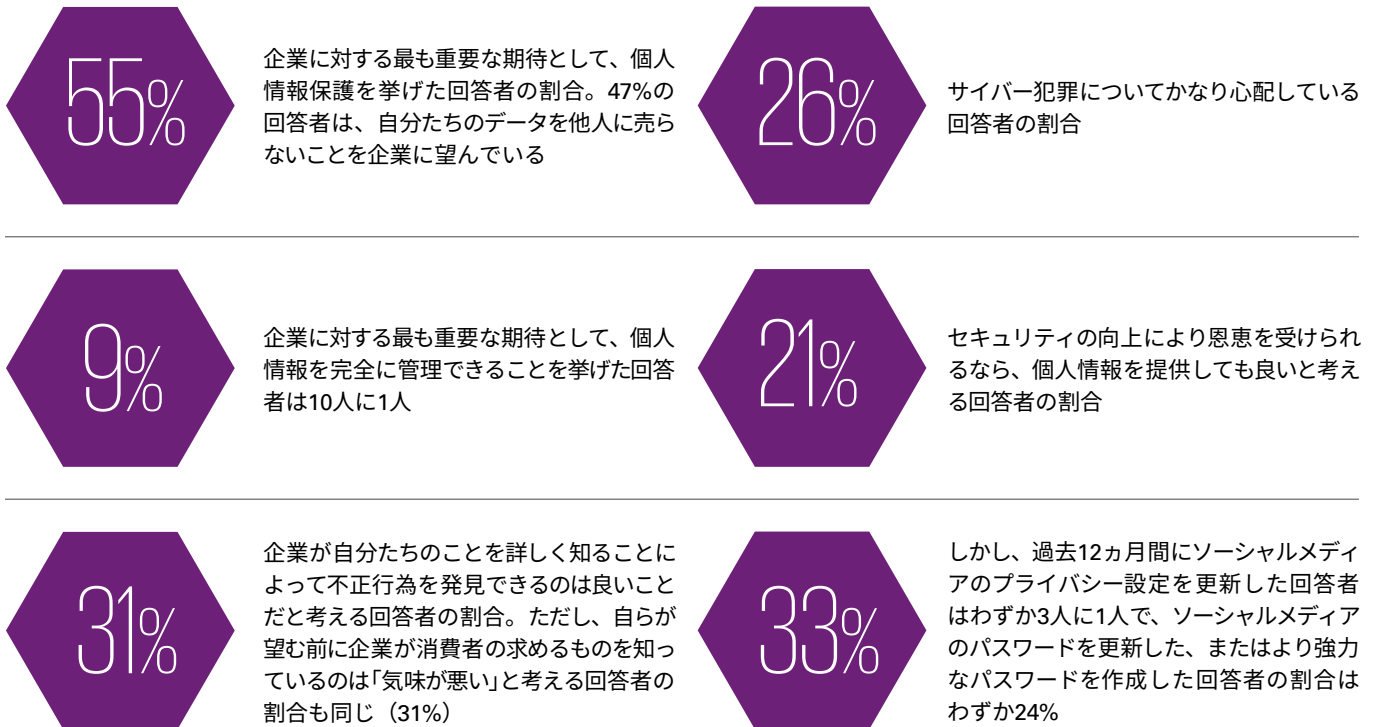 55%
企業に対する最も重要な期待として、個人
情報保護を挙げた回答者の割合。47%の
回答者は、自分たちのデータを他人に売ら
ないことを企業に望んでいる
26%
サイバー犯罪についてかなり心配している
回答者の割合
9%
企業に対する最も重要な期待として、個人
情報を完全に管理できることを挙げた回答
者は10人に1人
21%
セキュリティの向上により恩恵を受けられ
るなら、個人情報を提供しても良いと考え
る回答者の割合
31%
企業が自分たちのことを詳しく知ることに
よって不正行為を発見できるのは良いこと
だと考える回答者の割合。ただし、自らが
望む前に企業が消費者の求めるものを知っ
ているのは「気味が悪い」と考える回答者の
割合も同じ（31%）
33%
しかし、過去12ヵ月間にソーシャルメディ
アのプライバシー設定を更新した回答者
はわずか3人に1人で、ソーシャルメディア
のパスワードを更新した、またはより強力
なパスワードを作成した回答者の割合は
わずか24%